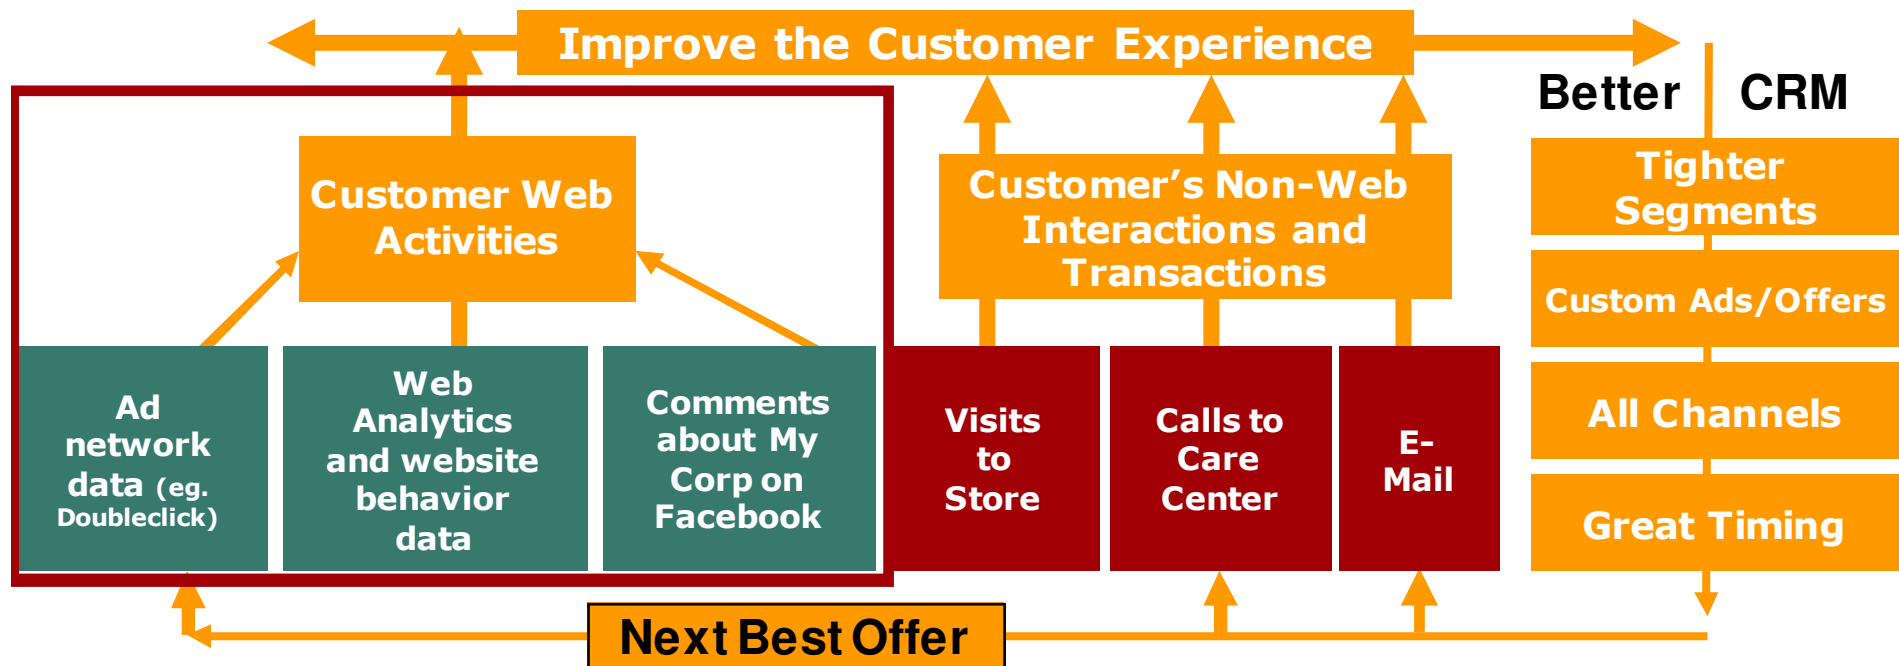 Improve the Customer Experience
Better CRM
Customer Web
Activities
Customer’s Non-Web
Interactions and
Transactions
Tighter
Segments
Custom Ads/Offers
All Channels
Great Timing
Ad
network
data (eg.
Doubleclick)
Web
Analytics
and website
behavior
data
Comments
about My
Corp on
Facebook
Visits
to
Store
Calls to
Care
Center
E-
Mail
Next Best Offer